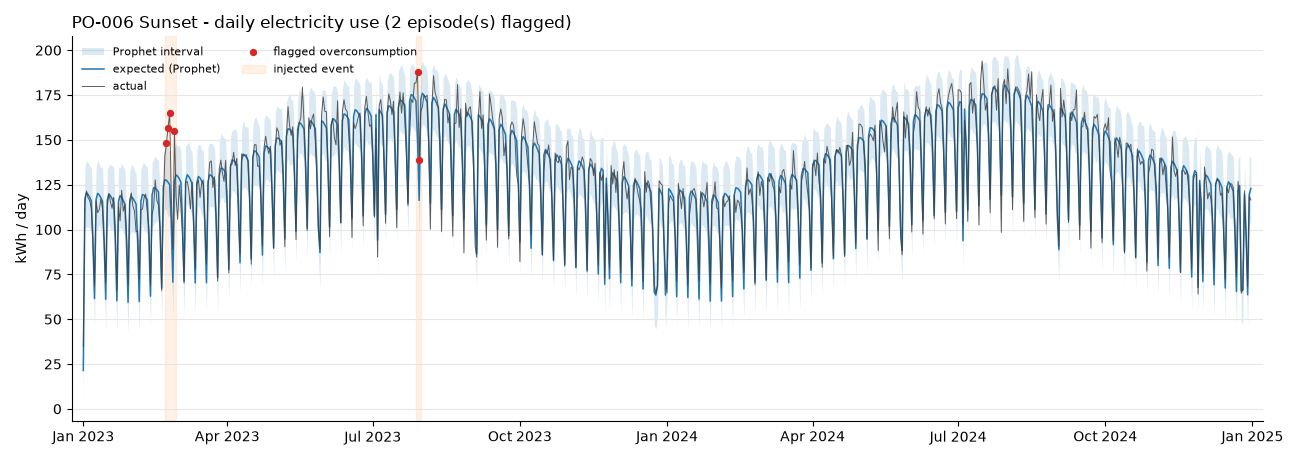 PO-006 Sunset - daily electricity use (2 episode(s) flagged)
Prophet interval
expected (Prophet)
actual
flagged overconsumption
injected event
kWh / day
200
175
150
125
100
75
50
25
0
Jan 2023
Apr 2023
Jul 2023
Oct 2023
Jan 2024
Apr 2024
Jul 2024
Oct 2024
Jan 2025